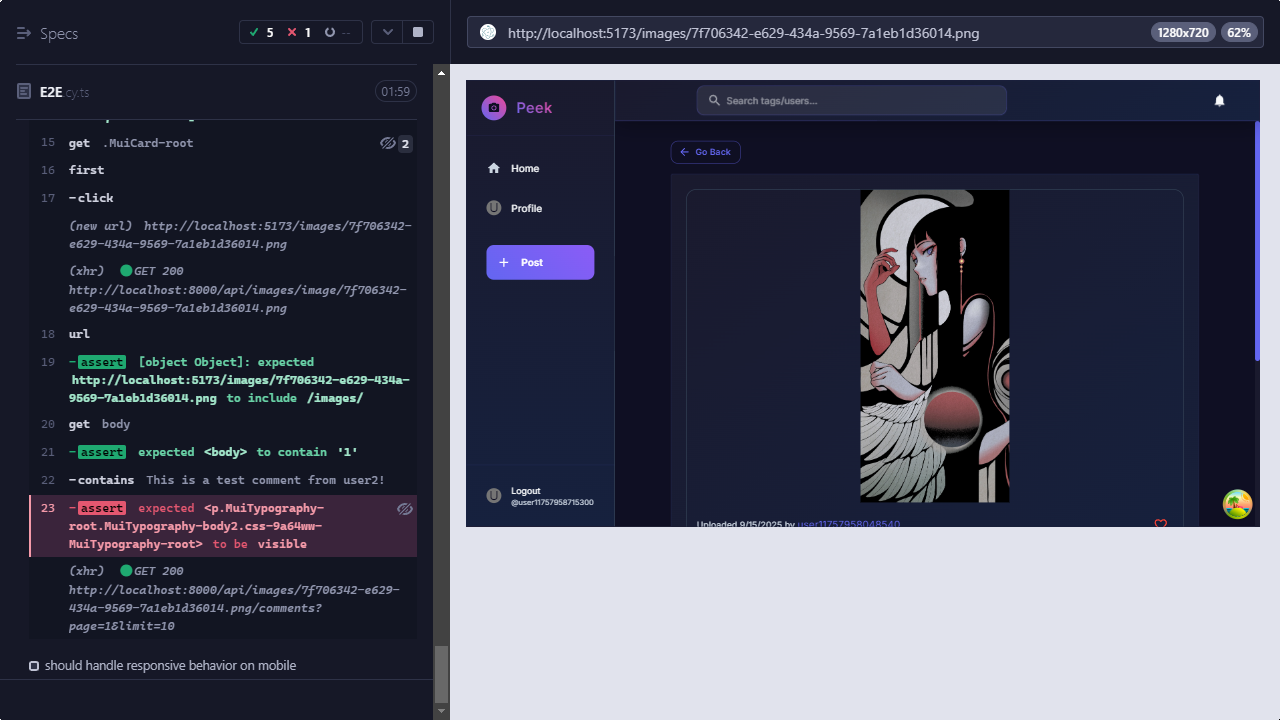 Specs
5 1 --
E2E.cy.ts
01:59
15 get .MuiCard-root 2
16 first
17 -click
(new url) http://localhost:5173/images/7f706342-
e629-434a-9569-7a1eb1d36014.png
(xhr) GET 200
http://localhost:8000/api/images/image/7f706342-
e629-434a-9569-7a1eb1d36014.png
18 url
19 -assert [object Object]: expected
http://localhost:5173/images/7f706342-e629-434a-
9569-7a1eb1d36014.png to include /images/
20 get body
21 -assert expected <body> to contain '1'
22 -contains This is a test comment from user2!
23 -assert expected <p.MuiTypography-
root.MuiTypography-body2.css-9a64ww-
MuiTypography-root> to be visible
(xhr) GET 200
http://localhost:8000/api/images/7f706342-e629-
434a-9569-7a1eb1d36014.png/comments?
page=1&limit=10
should handle responsive behavior on mobile
http://localhost:5173/images/7f706342-e629-434a-9569-7a1eb1d36014.png
1280x720 62%
Peek
Search tags/users...
Home
U Profile
+ Post
Go Back
Uploaded 9/15/2025 by user11757958048540
U Logout
@user11757958715300